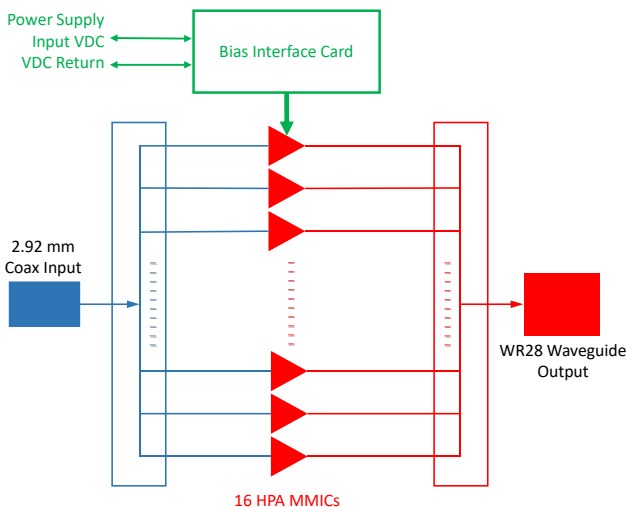 Power Supply
Input VDC
VDC Return
Bias Interface Card
2.92 mm
Coax Input
WR28 Waveguide
Output
16 HPA MMICs